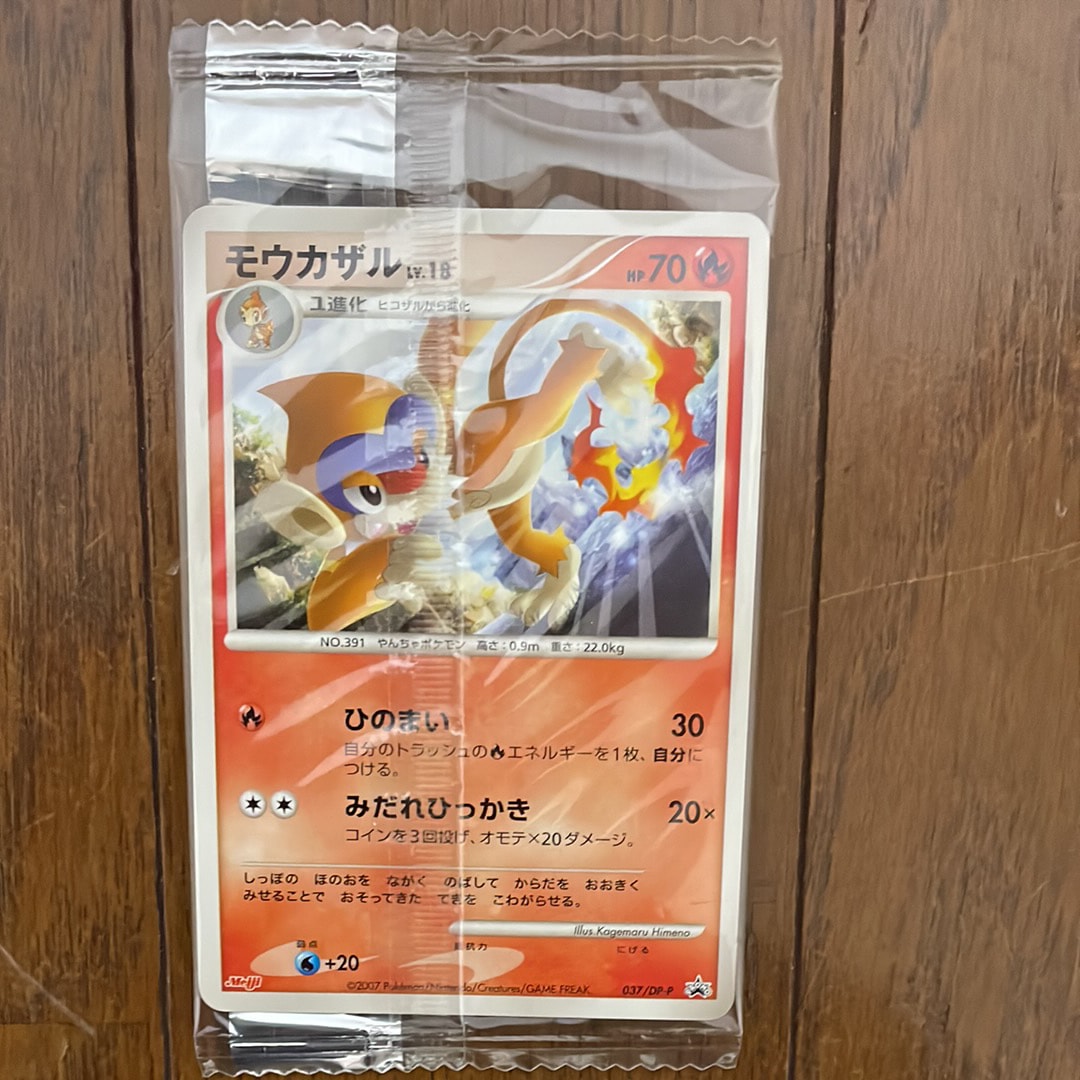 モウカザル LV.18
HP 70
1進化 ヒコザルから進化
NO.391 やんちゃポケモン 高さ:0.9m 重さ:22.0kg
ひのまい 30
自分のトラッシュのエネルギーを1枚、自分に
つける。
みだれひっかき 20×
コインを3回投げ、オモテ×20ダメージ。
しっぽの ほのおを ながく のばして からだを おおきく
みせることで おそってきた てきを こわがらせる。
Illus. Kagemaru Himeno
弱点 抵抗力 にげる
+20
Meiji
©2007 Pokémon/Nintendo/Creatures/GAME FREAK
037/DP-P